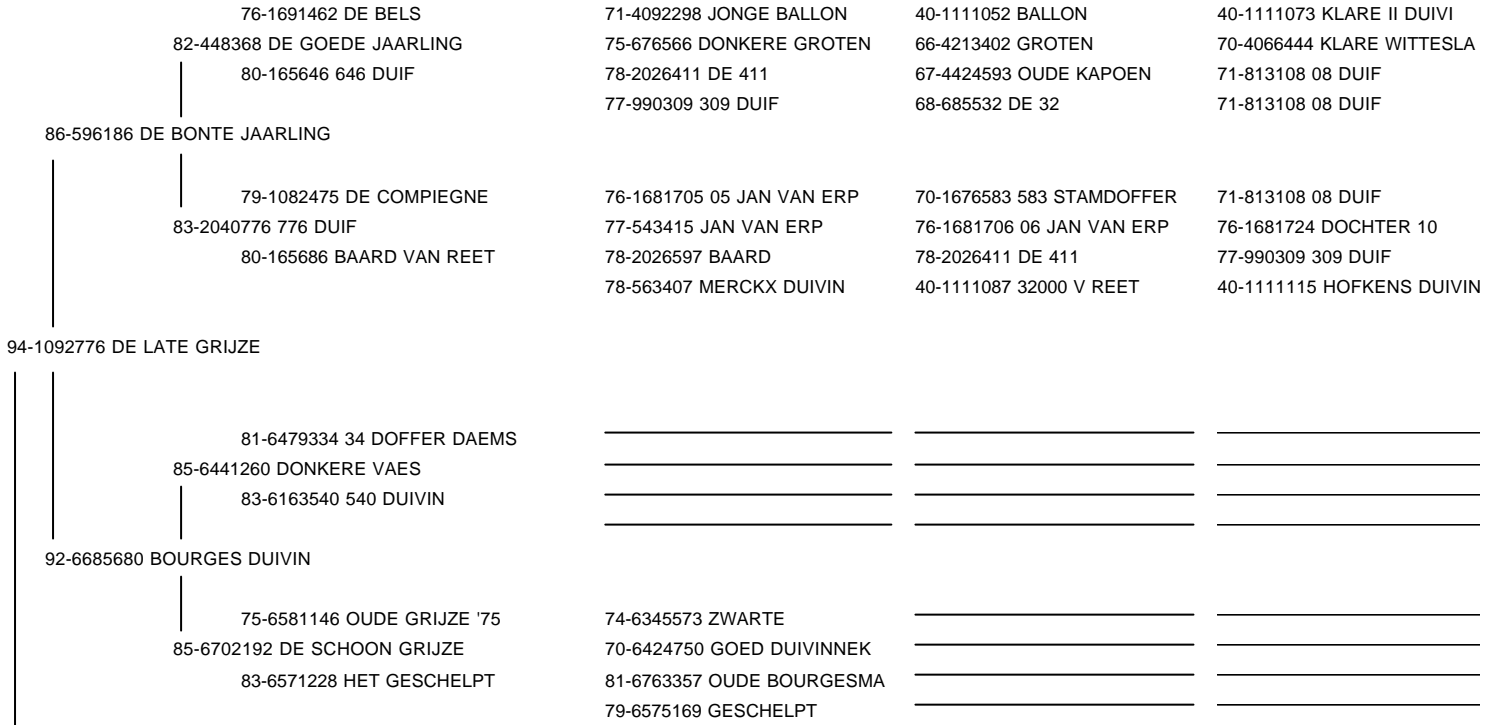 76-1691462 DE BELS 71-4092298 JONGE BALLON 40-1111052 BALLON 40-1111073 KLARE II DUIVI
82-448368 DE GOEDE JAARLING 75-676566 DONKERE GROTEN 66-4213402 GROTEN 70-4066444 KLARE WITTESLA
80-165646 646 DUIF 78-2026411 DE 411 67-4424593 OUDE KAPOEN 71-813108 08 DUIF
77-990309 309 DUIF 68-685532 DE 32 71-813108 08 DUIF
86-596186 DE BONTE JAARLING
79-1082475 DE COMPIEGNE 76-1681705 05 JAN VAN ERP 70-1676583 583 STAMDOFFER 71-813108 08 DUIF
83-2040776 776 DUIF 77-543415 JAN VAN ERP 76-1681706 06 JAN VAN ERP 76-1681724 DOCHTER 10
80-165686 BAARD VAN REET 78-2026597 BAARD 78-2026411 DE 411 77-990309 309 DUIF
78-563407 MERCKX DUIVIN 40-1111087 32000 V REET 40-1111115 HOFKENS DUIVIN
94-1092776 DE LATE GRIJZE
81-6479334 34 DOFFER DAEMS
85-6441260 DONKERE VAES
83-6163540 540 DUIVIN
92-6685680 BOURGES DUIVIN
75-6581146 OUDE GRIJZE '75 74-6345573 ZWARTE
85-6702192 DE SCHOON GRIJZE 70-6424750 GOED DUIVINNEK
83-6571228 HET GESCHELPT 81-6763357 OUDE BOURGESMA
79-6575169 GESCHELPT